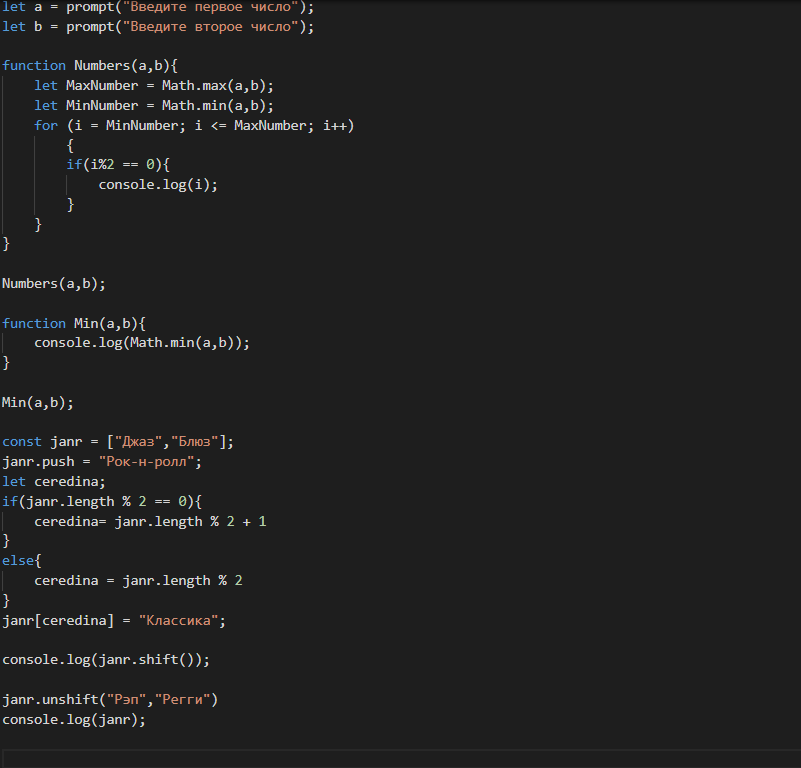 let a = prompt("Введите первое число");
let b = prompt("Введите второе число");
function Numbers(a,b){
let MaxNumber = Math.max(a,b);
let MinNumber = Math.min(a,b);
for (i = MinNumber; i <= MaxNumber; i++)
{
if(i%2 == 0){
console.log(i);
}
}
}
Numbers(a,b);
function Min(a,b){
console.log(Math.min(a,b));
}
Min(a,b);
const janr = ["Джаз","Блюз"];
janr.push = "Рок-н-ролл";
let ceredina;
if(janr.length % 2 == 0){
ceredina= janr.length % 2 + 1
}
else{
ceredina = janr.length % 2
}
janr[ceredina] = "Классика";
console.log(janr.shift());
janr.unshift("Рэп","Регги")
console.log(janr);